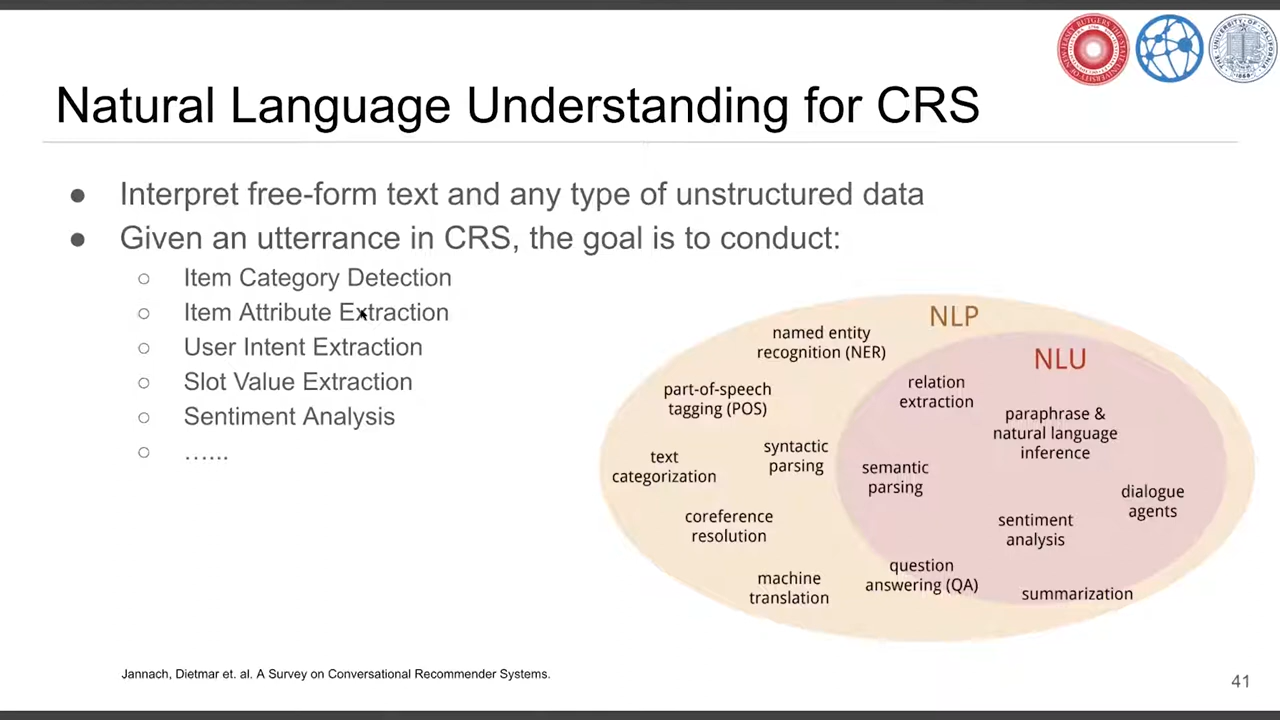 Natural Language Understanding for CRS
● Interpret free-form text and any type of unstructured data
● Given an utterrance in CRS, the goal is to conduct:
○ Item Category Detection
○ Item Attribute Extraction
○ User Intent Extraction
○ Slot Value Extraction
○ Sentiment Analysis
○ …...
NLP
named entity
recognition (NER)
part-of-speech
tagging (POS)
text
categorization
syntactic
parsing
coreference
resolution
machine
translation
NLU
relation
extraction
paraphrase &
natural language
inference
semantic
parsing
dialogue
agents
sentiment
analysis
question
answering (QA)
summarization
Jannach, Dietmar et. al. A Survey on Conversational Recommender Systems.
41